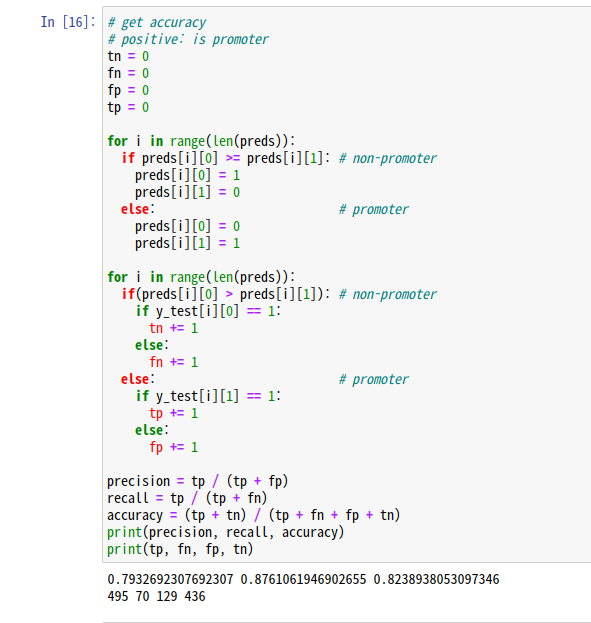 In [16]: # get accuracy
# positive: is promoter
tn = 0
fn = 0
fp = 0
tp = 0

for i in range(len(preds)):
  if preds[i][0] >= preds[i][1]: # non-promoter
    preds[i][0] = 1
    preds[i][1] = 0
  else:                          # promoter
    preds[i][0] = 0
    preds[i][1] = 1

for i in range(len(preds)):
  if(preds[i][0] > preds[i][1]): # non-promoter
    if y_test[i][0] == 1:
      tn += 1
    else:
      fn += 1
  else:                          # promoter
    if y_test[i][1] == 1:
      tp += 1
    else:
      fp += 1

precision = tp / (tp + fp)
recall = tp / (tp + fn)
accuracy = (tp + tn) / (tp + fn + fp + tn)
print(precision, recall, accuracy)
print(tp, fn, fp, tn)
0.7932692307692307 0.8761061946902655 0.8238938053097346
495 70 129 436